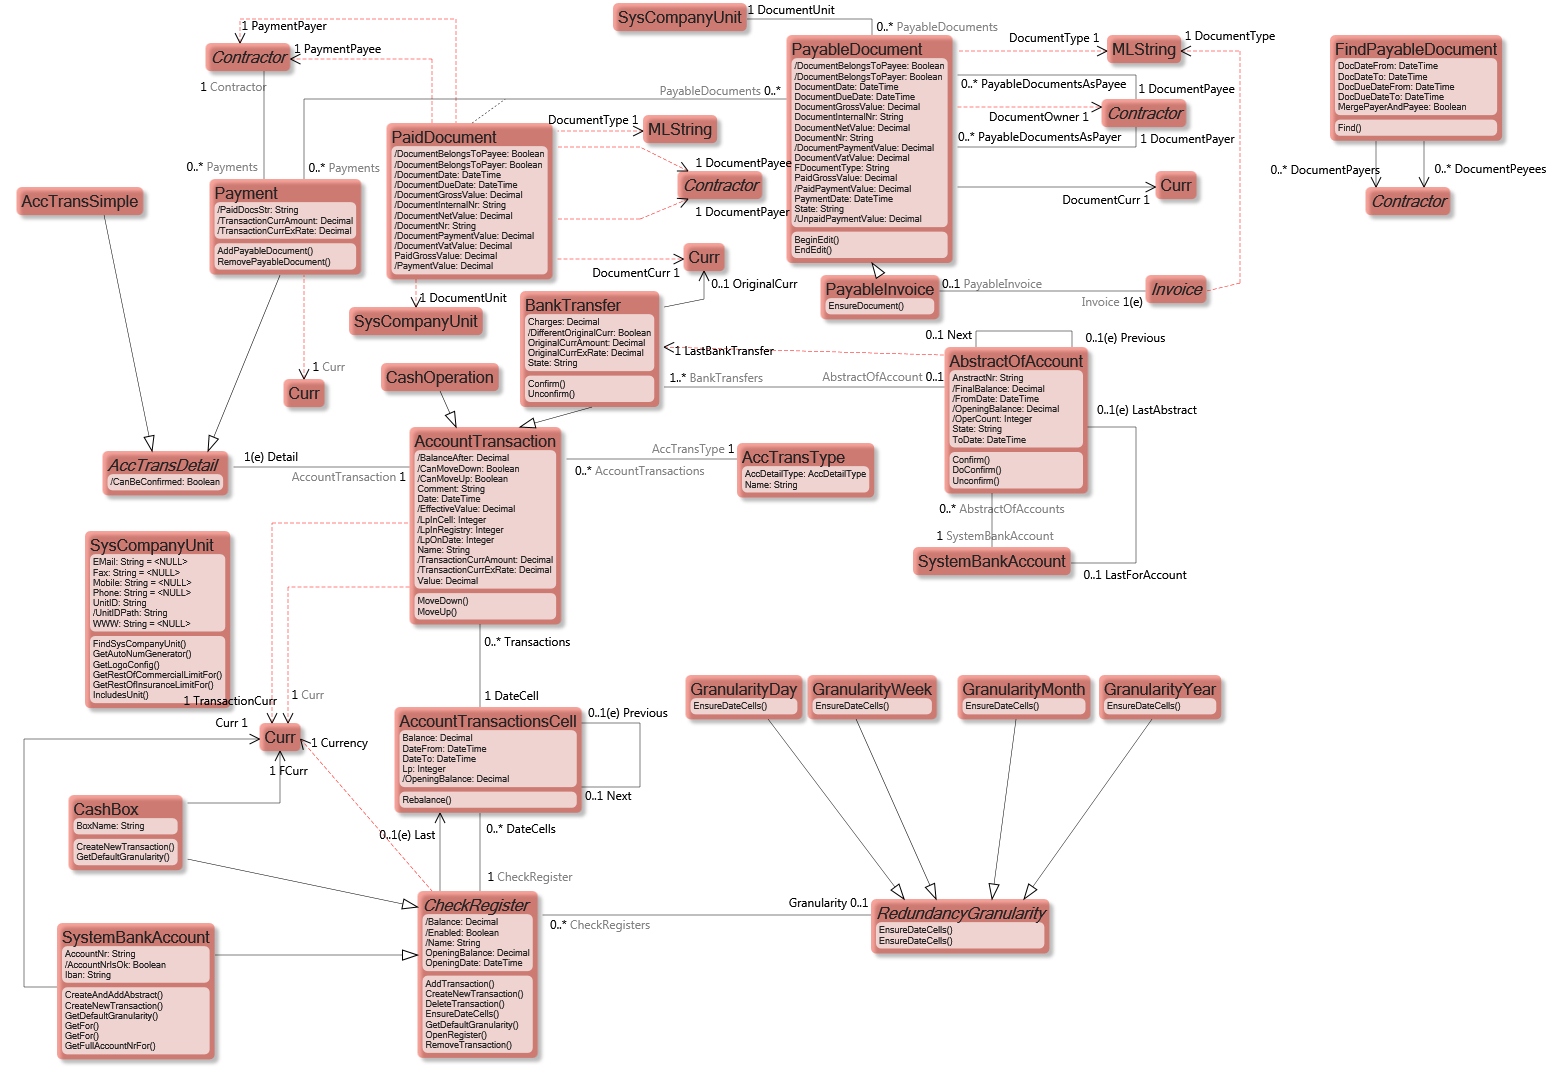 1 PaymentPayer
Contractor
1 PaymentPayee
1 Contractor
SysCompanyUnit
1 DocumentUnit
0..* PayableDocuments
PayableDocument
/DocumentBelongsToPayee: Boolean
/DocumentBelongsToPayer: Boolean
DocumentDate: DateTime
DocumentDueDate: DateTime
DocumentGrossValue: Decimal
DocumentInternalNr: String
DocumentNetValue: Decimal
DocumentNr: String
/DocumentPaymentValue: Decimal
DocumentVatValue: Decimal
FDocumentType: String
PaidGrossValue: Decimal
/PaidPaymentValue: Decimal
PaymentDate: DateTime
State: String
/UnpaidPaymentValue: Decimal
BeginEdit()
EndEdit()
DocumentType 1
MLString
1 DocumentType
0..* PayableDocumentsAsPayee
1 DocumentPayee
Contractor
DocumentOwner 1
0..* PayableDocumentsAsPayer
1 DocumentPayer
Curr
DocumentCurr 1
FindPayableDocument
DocDateFrom: DateTime
DocDateTo: DateTime
DocDueDateFrom: DateTime
DocDueDateTo: DateTime
MergePayerAndPayee: Boolean
Find()
0..* DocumentPayers
0..* DocumentPeyees
Contractor
PayableDocuments 0..*
PaidDocument
/DocumentBelongsToPayee: Boolean
/DocumentBelongsToPayer: Boolean
/DocumentDate: DateTime
/DocumentDueDate: DateTime
/DocumentGrossValue: Decimal
/DocumentInternalNr: String
/DocumentNetValue: Decimal
/DocumentNr: String
/DocumentPaymentValue: Decimal
/DocumentVatValue: Decimal
PaidGrossValue: Decimal
/PaymentValue: Decimal
DocumentType 1
MLString
1 DocumentPayee
Contractor
1 DocumentPayer
Curr
DocumentCurr 1
0..1 OriginalCurr
1 DocumentUnit
SysCompanyUnit
0..* Payments
0..* Payments
Payment
/PaidDocsStr: String
/TransactionCurrAmount: Decimal
/TransactionCurrExRate: Decimal
AddPayableDocument()
RemovePayableDocument()
1 Curr
Curr
AccTransSimple
PayableInvoice
EnsureDocument()
0..1 PayableInvoice
Invoice 1(e)
Invoice
BankTransfer
Charges: Decimal
/DifferentOriginalCurr: Boolean
OriginalCurrAmount: Decimal
OriginalCurrExRate: Decimal
State: String
Confirm()
Unconfirm()
1 LastBankTransfer
1..* BankTransfers
AbstractOfAccount 0..1
0..1 Next
0..1(e) Previous
AbstractOfAccount
AnstractNr: String
/FinalBalance: Decimal
/FromDate: DateTime
/OpeningBalance: Decimal
/OperCount: Integer
State: String
ToDate: DateTime
Confirm()
DoConfirm()
Unconfirm()
0..1(e) LastAbstract
0..* AbstractOfAccounts
1 SystemBankAccount
SystemBankAccount
0..1 LastForAccount
CashOperation
AccountTransaction
/BalanceAfter: Decimal
/CanMoveDown: Boolean
/CanMoveUp: Boolean
Comment: String
Date: DateTime
/EffectiveValue: Decimal
/LpInCell: Integer
/LpInRegistry: Integer
/LpOnDate: Integer
Name: String
/TransactionCurrAmount: Decimal
/TransactionCurrExRate: Decimal
Value: Decimal
MoveDown()
MoveUp()
AccTransType 1
0..* AccountTransactions
AccTransType
AccDetailType: AccDetailType
Name: String
AccTransDetail
/CanBeConfirmed: Boolean
1(e) Detail
AccountTransaction 1
SysCompanyUnit
EMail: String = <NULL>
Fax: String = <NULL>
Mobile: String = <NULL>
Phone: String = <NULL>
UnitID: String
/UnitIDPath: String
WWW: String = <NULL>
FindSysCompanyUnit()
GetAutoNumGenerator()
GetLogoConfig()
GetRestOfCommercialLimitFor()
GetRestOfInsuranceLimitFor()
IncludesUnit()
1 TransactionCurr
1 Curr
Curr 1
Curr
1 Currency
1 FCurr
0..* Transactions
1 DateCell
AccountTransactionsCell
Balance: Decimal
DateFrom: DateTime
DateTo: DateTime
Lp: Integer
/OpeningBalance: Decimal
Rebalance()
0..1(e) Previous
0..1 Next
0..1(e) Last
0..* DateCells
1 CheckRegister
GranularityDay
EnsureDateCells()
GranularityWeek
EnsureDateCells()
GranularityMonth
EnsureDateCells()
GranularityYear
EnsureDateCells()
CashBox
BoxName: String
CreateNewTransaction()
GetDefaultGranularity()
CheckRegister
/Balance: Decimal
/Enabled: Boolean
/Name: String
OpeningBalance: Decimal
OpeningDate: DateTime
AddTransaction()
CreateNewTransaction()
DeleteTransaction()
EnsureDateCells()
GetDefaultGranularity()
OpenRegister()
RemoveTransaction()
Granularity 0..1
0..* CheckRegisters
RedundancyGranularity
EnsureDateCells()
EnsureDateCells()
SystemBankAccount
AccountNr: String
/AccountNrIsOk: Boolean
Iban: String
CreateAndAddAbstract()
CreateNewTransaction()
GetDefaultGranularity()
GetFor()
GetFor()
GetFullAccountNrFor()